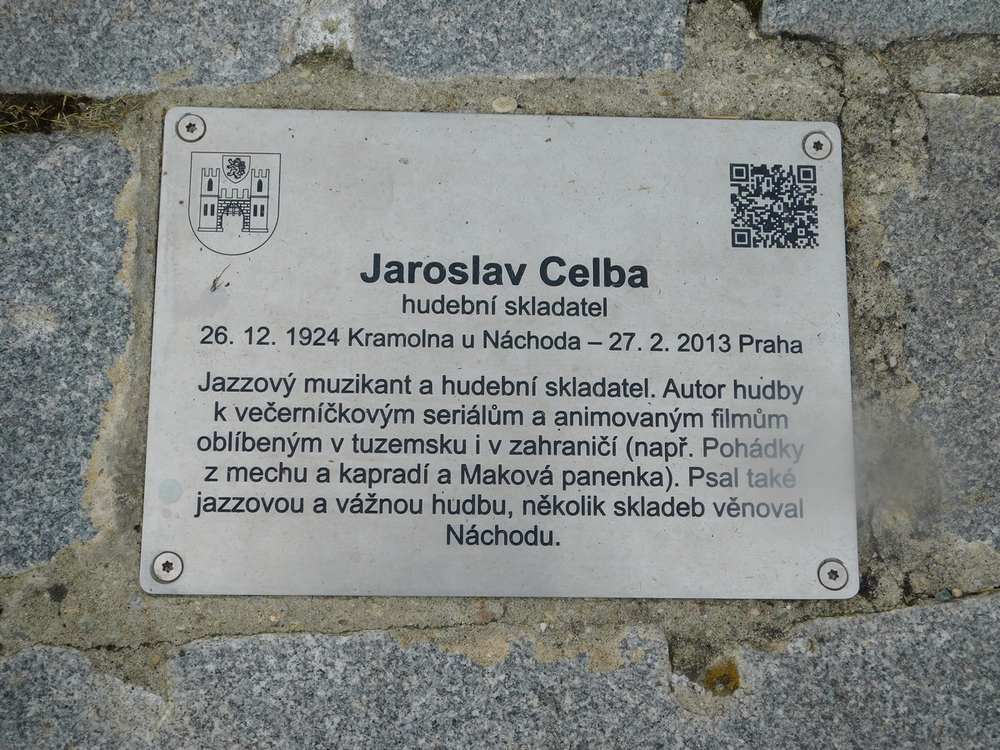 Jaroslav Celba
hudební skladatel
26. 12. 1924 Kramolna u Náchoda – 27. 2. 2013 Praha
Jazzový muzikant a hudební skladatel. Autor hudby
k večerníčkovým seriálům a animovaným filmům
oblíbeným v tuzemsku i v zahraničí (např. Pohádky
z mechu a kapradí a Maková panenka). Psal také
jazzovou a vážnou hudbu, několik skladeb věnoval
Náchodu.